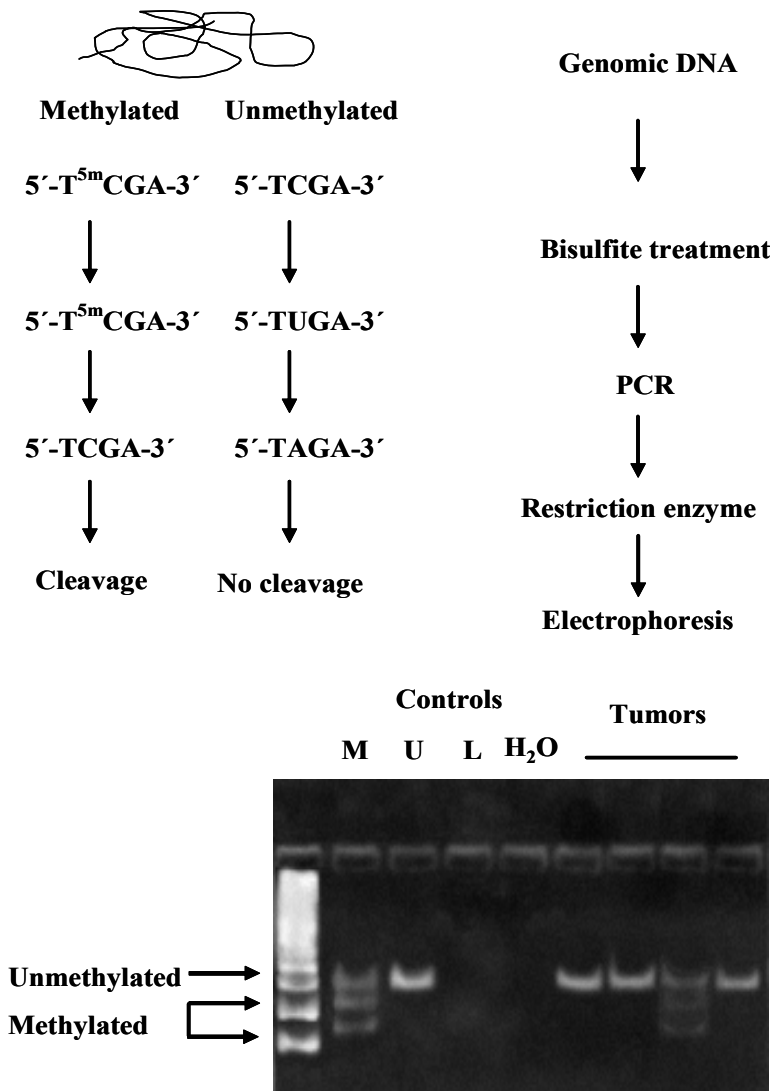 Genomic DNA
Methylated Unmethylated
5´-T⁵ᵐCGA-3´ 5´-TCGA-3´
Bisulfite treatment
5´-T⁵ᵐCGA-3´ 5´-TUGA-3´
PCR
5´-TCGA-3´ 5´-TAGA-3´
Restriction enzyme
Cleavage No cleavage
Electrophoresis
Controls Tumors
M U L H₂O
Unmethylated
Methylated